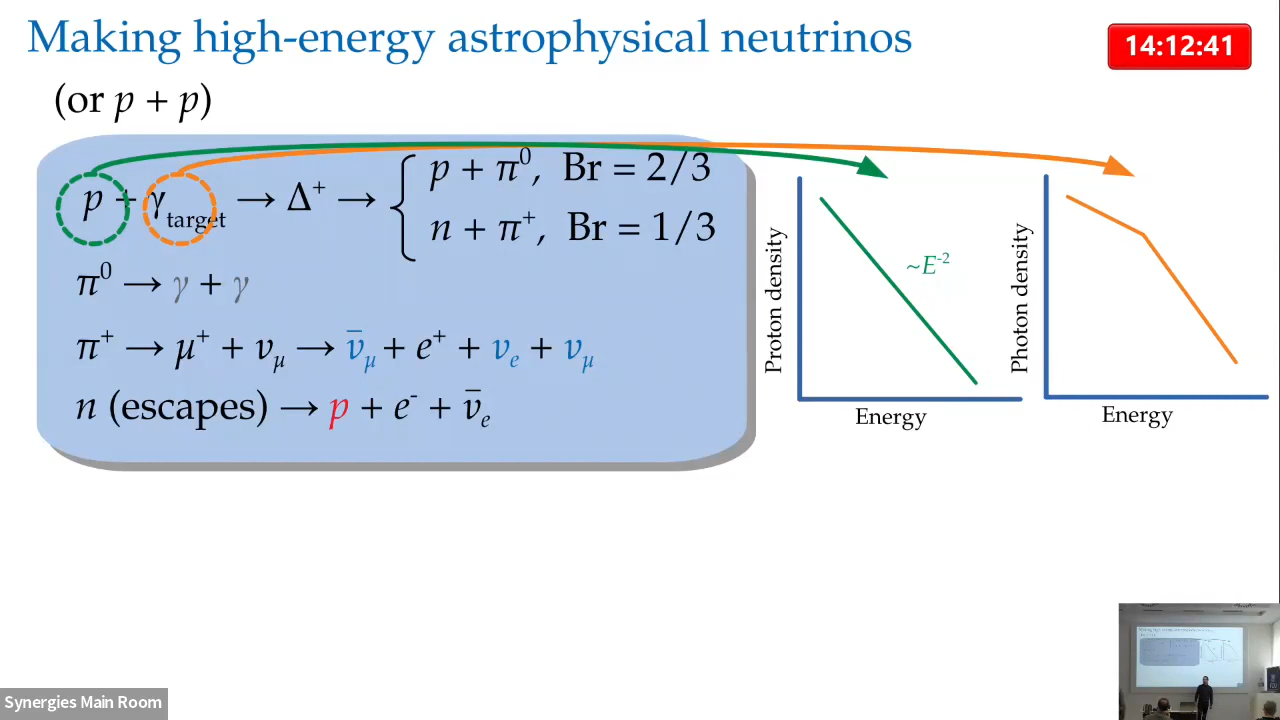 Making high-energy astrophysical neutrinos
14:12:41
(or p + p)
p + γtarget → Δ⁺ → { p + π⁰, Br = 2/3
n + π⁺, Br = 1/3
π⁰ → γ + γ
π⁺ → μ⁺ + νμ → ν̄μ + e⁺ + νe + νμ
n (escapes) → p + e⁻ + ν̄e
Proton density
~E⁻²
Energy
Photon density
Energy
Synergies Main Room